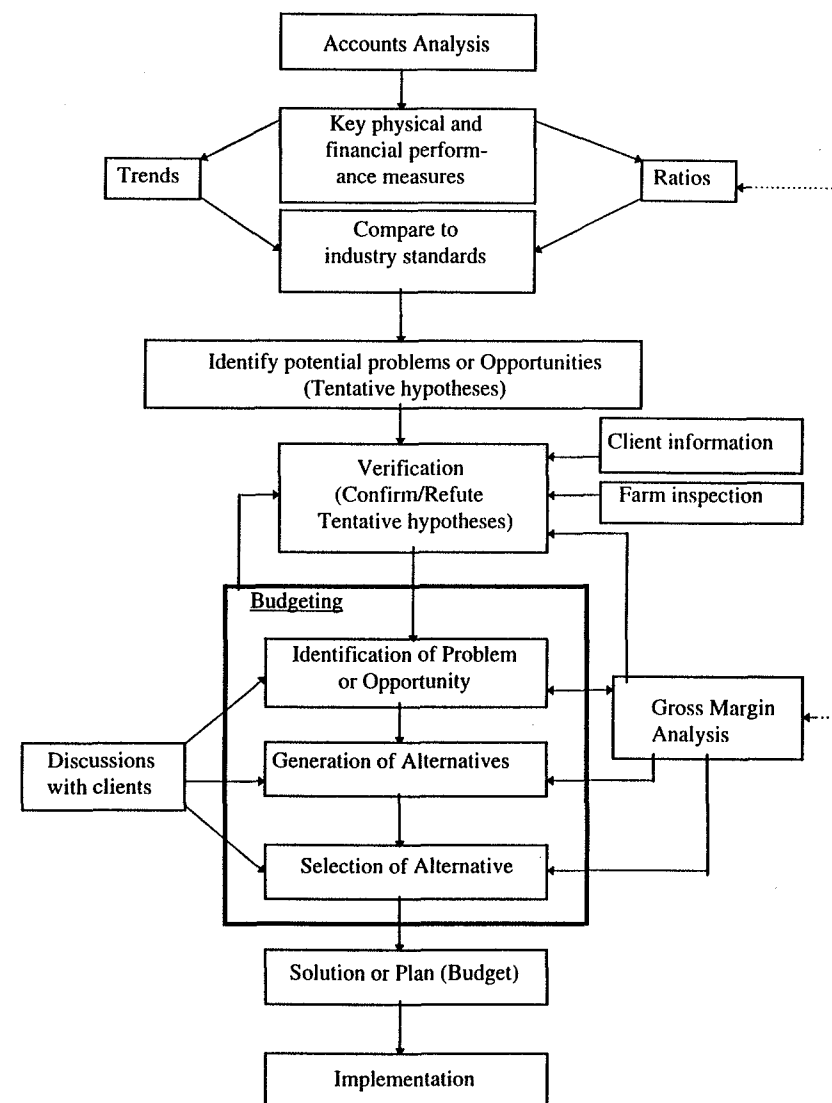 Accounts Analysis
Key physical and
financial perform-
ance measures
Trends
Ratios
Compare to
industry standards
Identify potential problems or Opportunities
(Tentative hypotheses)
Client information
Verification
(Confirm/Refute
Tentative hypotheses)
Farm inspection
Budgeting
Identification of Problem
or Opportunity
Gross Margin
Analysis
Discussions
with clients
Generation of Alternatives
Selection of Alternative
Solution or Plan (Budget)
Implementation